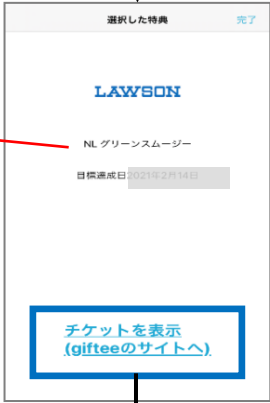 選択した特典 完了
LAWSON
NL グリーンスムージー
目標達成日2021年2月14日
チケットを表示
(gifteeのサイトへ)